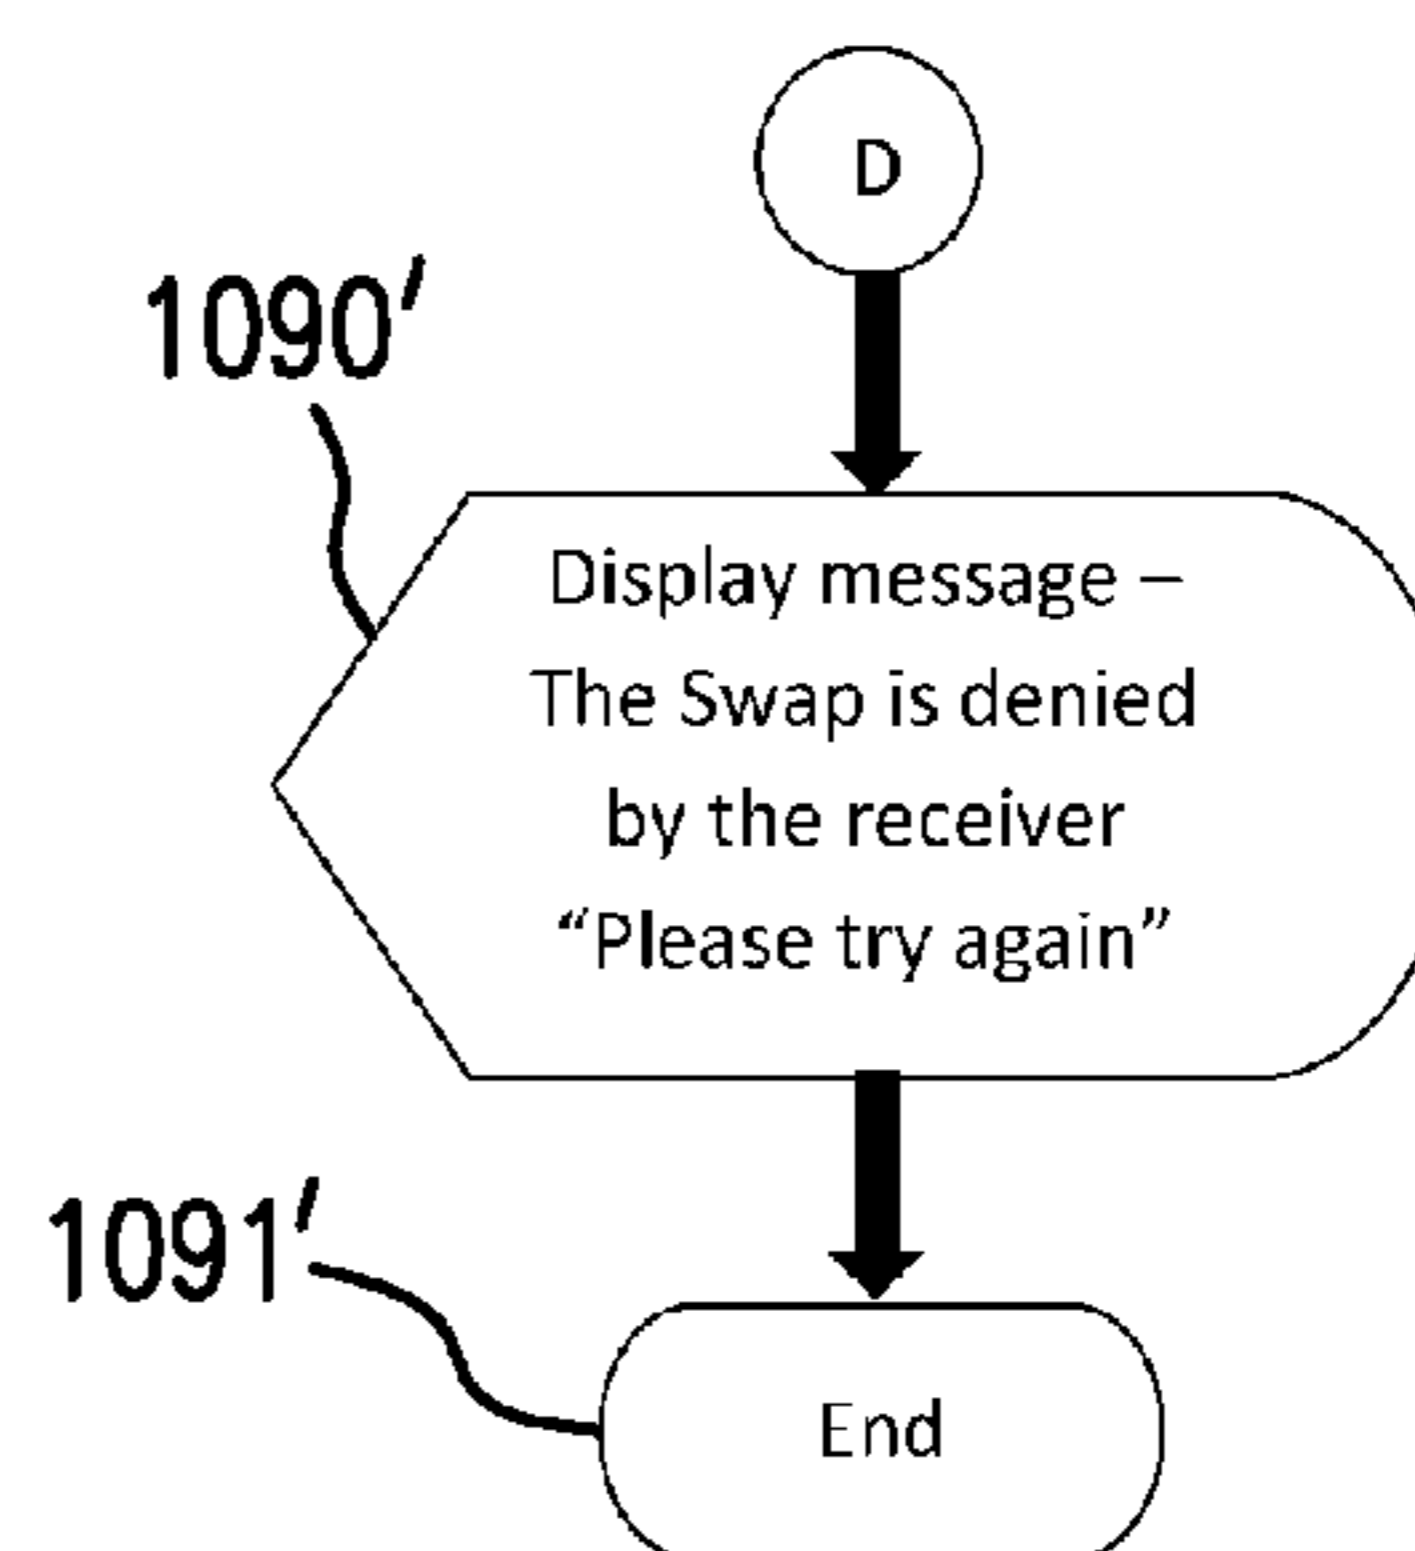 D
1090′
Display message –
The Swap is denied
by the receiver
“Please try again”
1091′
End